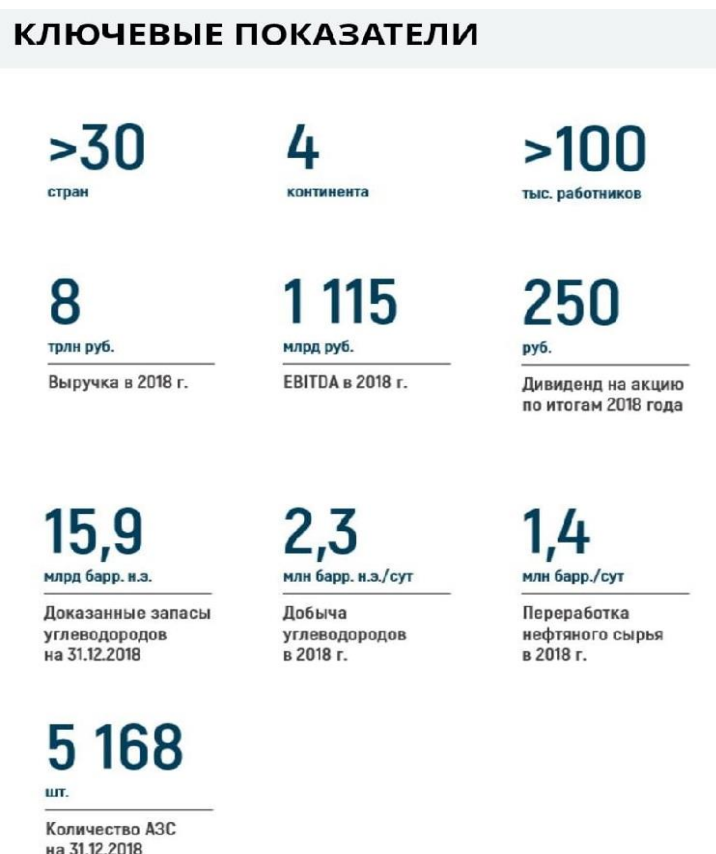 КЛЮЧЕВЫЕ ПОКАЗАТЕЛИ
>30
стран
4
континента
>100
тыс. работников
8
трлн руб.
Выручка в 2018 г.
1 115
млрд руб.
EBITDA в 2018 г.
250
руб.
Дивиденд на акцию
по итогам 2018 года
15,9
млрд барр. н.э.
Доказанные запасы
углеводородов
на 31.12.2018
2,3
млн барр. н.э./сут
Добыча
углеводородов
в 2018 г.
1,4
млн барр./сут
Переработка
нефтяного сырья
в 2018 г.
5 168
шт.
Количество АЗС
на 31.12.2018